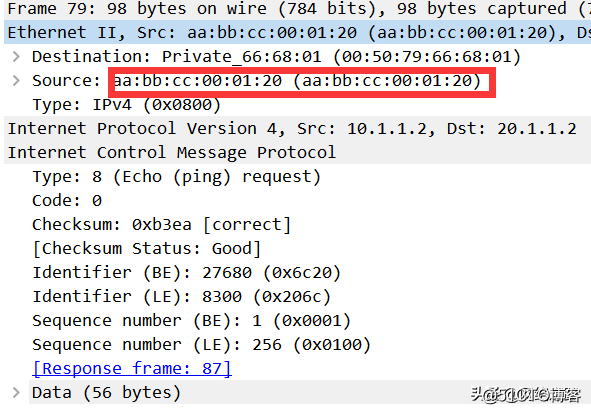 Frame 79: 98 bytes on wire (784 bits), 98 bytes captured (7
Ethernet II, Src: aa:bb:cc:00:01:20 (aa:bb:cc:00:01:20), Ds
Destination: Private_66:68:01 (00:50:79:66:68:01)
Source: aa:bb:cc:00:01:20 (aa:bb:cc:00:01:20)
Type: IPv4 (0x0800)
Internet Protocol Version 4, Src: 10.1.1.2, Dst: 20.1.1.2
Internet Control Message Protocol
Type: 8 (Echo (ping) request)
Code: 0
Checksum: 0xb3ea [correct]
[Checksum Status: Good]
Identifier (BE): 27680 (0x6c20)
Identifier (LE): 8300 (0x206c)
Sequence number (BE): 1 (0x0001)
Sequence number (LE): 256 (0x0100)
[Response frame: 87]
Data (56 bytes)